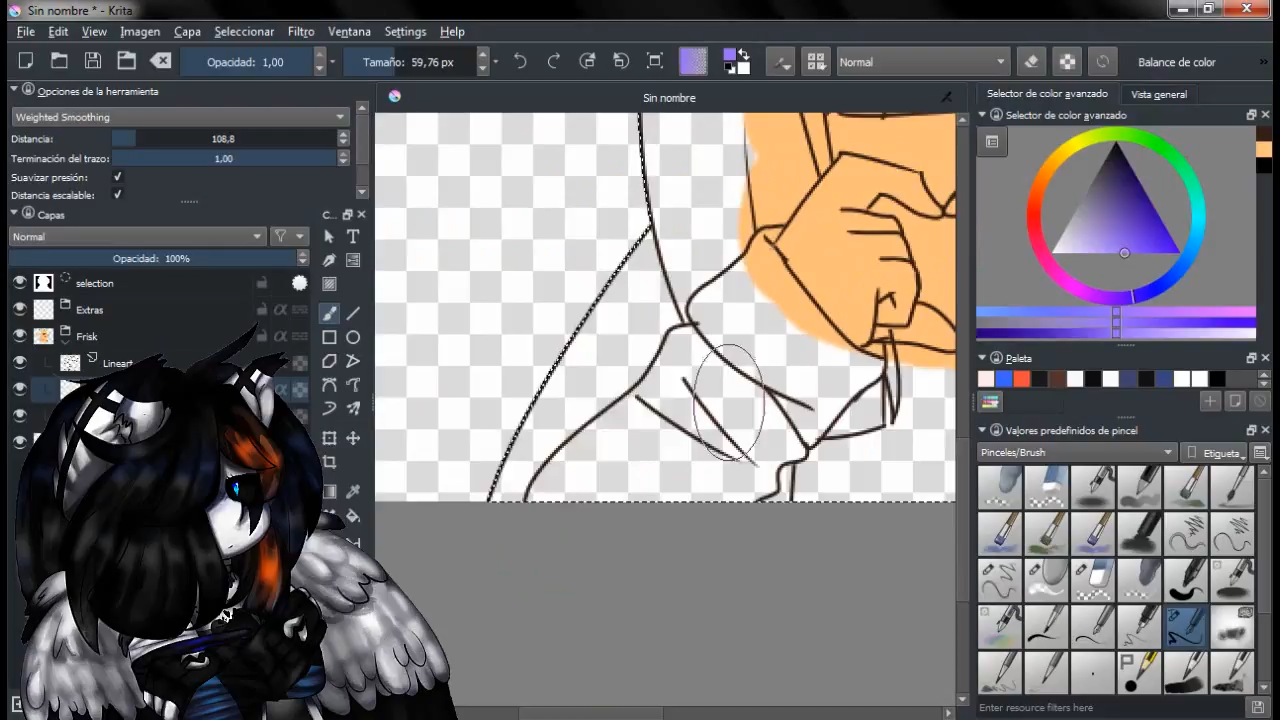 Sin nombre * - Krita
File Edit View Imagen Capa Seleccionar Filtro Ventana Settings Help
Opacidad: 1,00
Tamaño: 59,76 px
Normal
Balance de color
Opciones de la herramienta
Sin nombre
Selector de color avanzado
Vista general
Weighted Smoothing
Selector de color avanzado
Distancia:
108,8
Terminación del trazo:
1,00
Suavizar presión:
Distancia escalable:
Capas
C...
Normal
Opacidad: 100%
selection
Extras
Frisk
Lineart
Paleta
Valores predefinidos de pincel
Pinceles/Brush
Etiqueta
Enter resource filters here